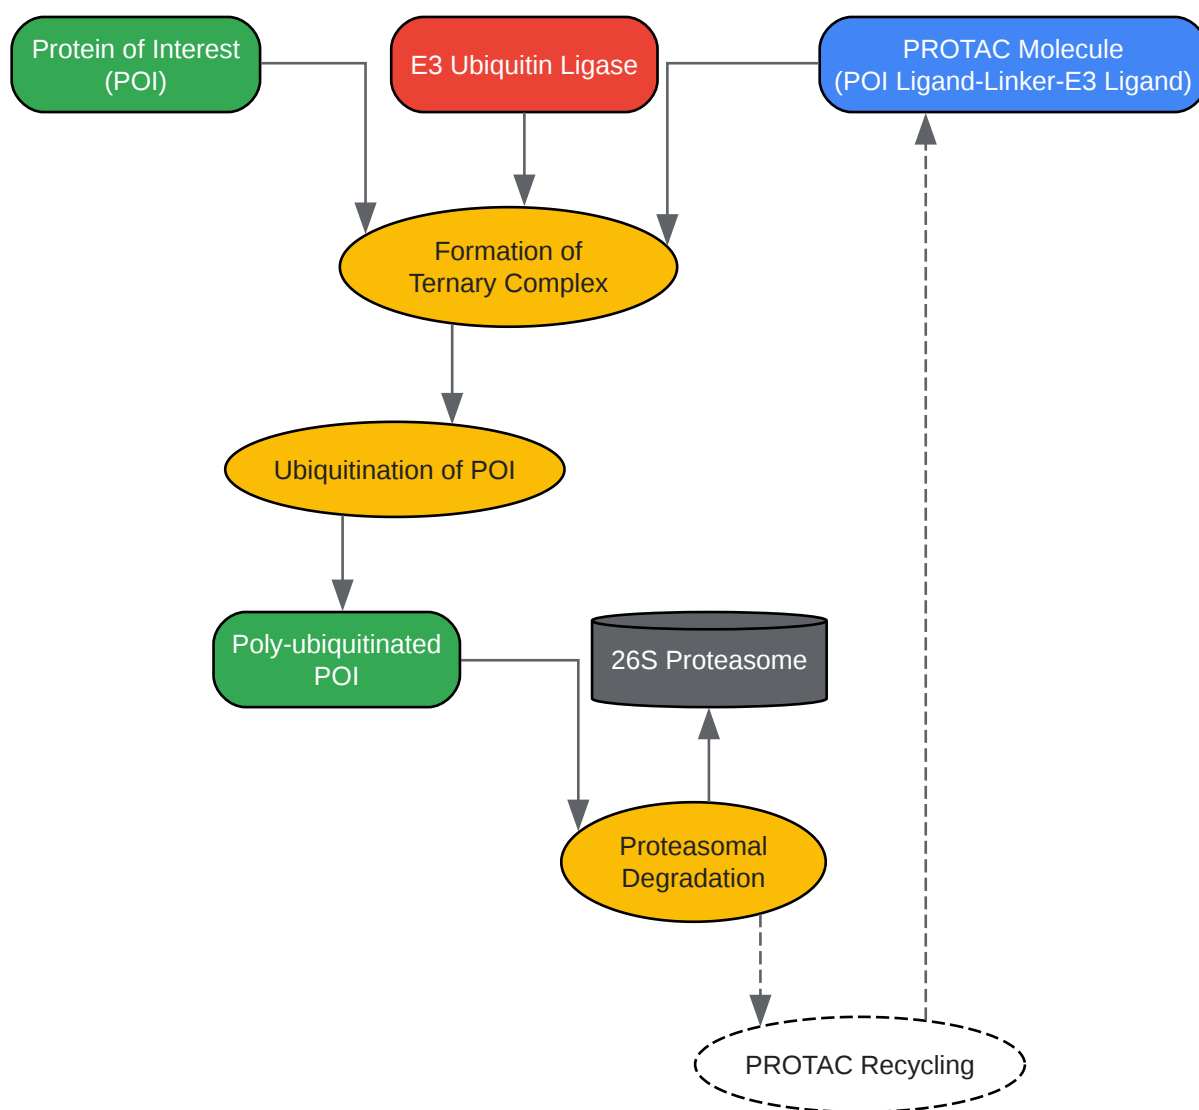 Protein of Interest
(POI)
E3 Ubiquitin Ligase
PROTAC Molecule
(POI Ligand-Linker-E3 Ligand)
Formation of
Ternary Complex
Ubiquitination of POI
Poly-ubiquitinated
POI
26S Proteasome
Proteasomal
Degradation
PROTAC Recycling